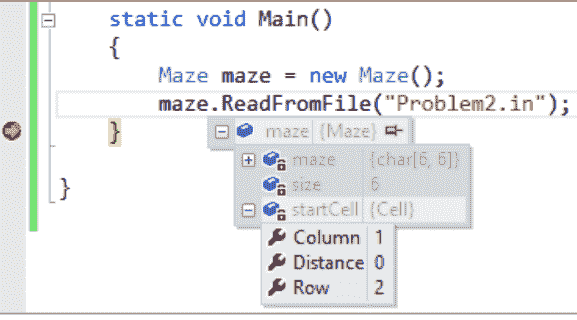 static void Main()
{
Maze maze = new Maze();
maze.ReadFromFile("Problem2.in");
}
maze {Maze}
maze {char[6, 6]}
size 6
startCell {Cell}
Column 1
Distance 0
Row 2
}